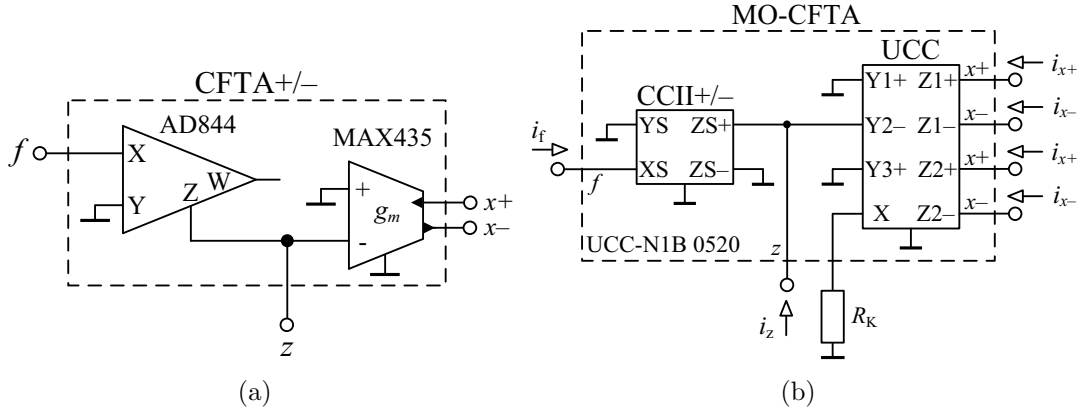 CFTA+/–
AD844
MAX435
f
X
Y
Z
W
+
-
g_m
x+
x–
z
(a)
MO-CFTA
UCC
CCII+/–
i_f
f
YS ZS+
XS ZS–
UCC-N1B 0520
z
i_z
Y1+ Z1+
Y2– Z1–
Y3+ Z2+
X Z2–
x+ i_x+
x– i_x–
x+ i_x+
x– i_x–
R_K
(b)